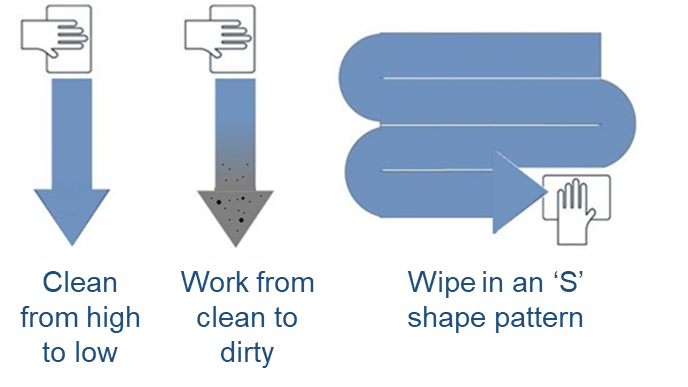 Clean
from high
to low
Work from
clean to
dirty
Wipe in an ‘S’
shape pattern